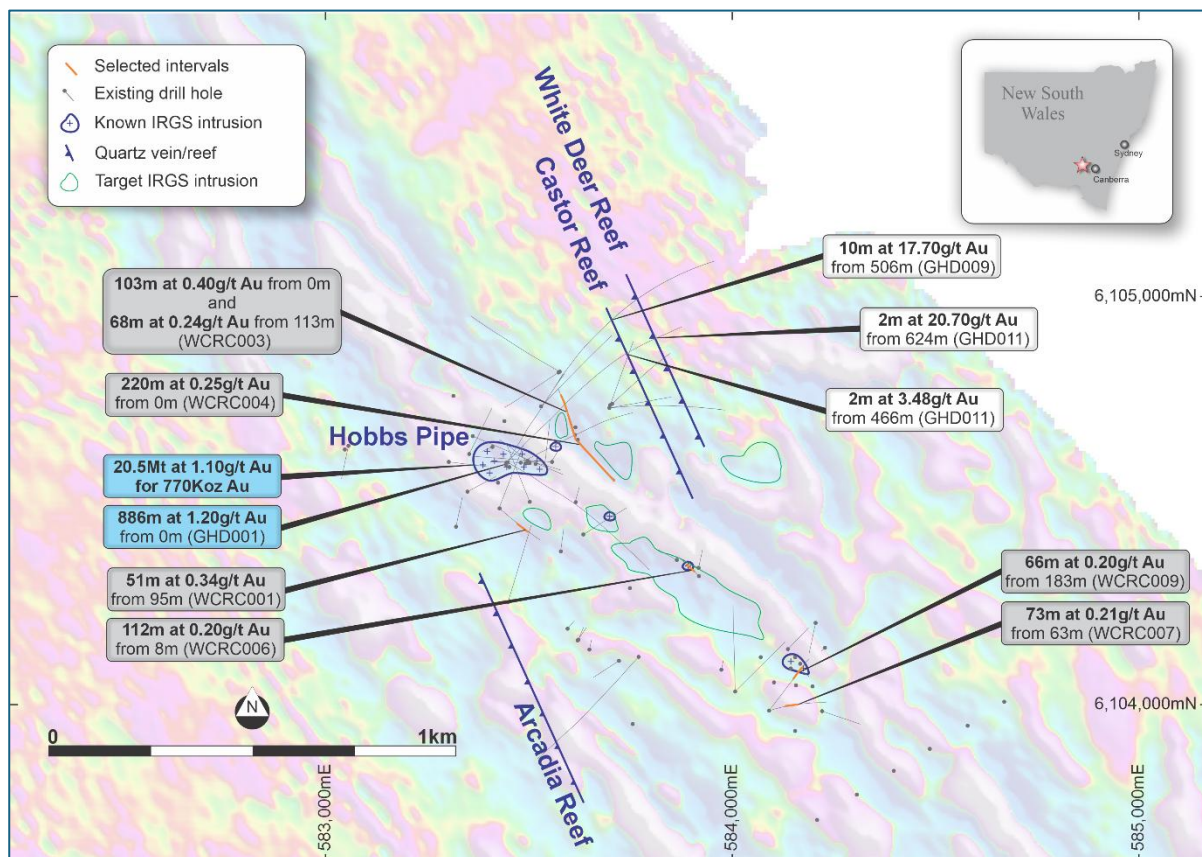 Selected intervals
Existing drill hole
Known IRGS intrusion
Quartz vein/reef
Target IRGS intrusion
New South
Wales
Sydney
Canberra
White Deer Reef
Castor Reef
10m at 17.70g/t Au
from 506m (GHD009)
6,105,000mN
2m at 20.70g/t Au
from 624m (GHD011)
2m at 3.48g/t Au
from 466m (GHD011)
103m at 0.40g/t Au from 0m
and
68m at 0.24g/t Au from 113m
(WCRC003)
220m at 0.25g/t Au
from 0m (WCRC004)
Hobbs Pipe
20.5Mt at 1.10g/t Au
for 770Koz Au
886m at 1.20g/t Au
from 0m (GHD001)
51m at 0.34g/t Au
from 95m (WCRC001)
112m at 0.20g/t Au
from 8m (WCRC006)
66m at 0.20g/t Au
from 183m (WCRC009)
73m at 0.21g/t Au
from 63m (WCRC007)
6,104,000mN
Arcadia Reef
N
0 1km
583,000mE
584,000mE
585,000mE